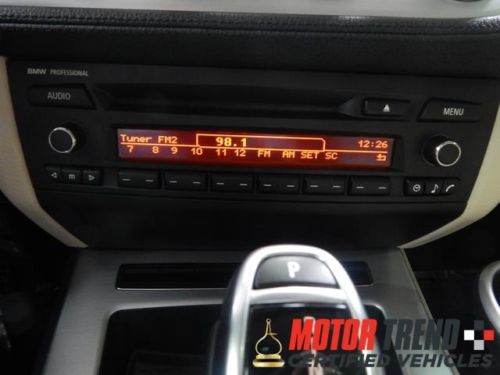 BMW PROFESSIONAL
AUDIO
MENU
Tuner FM2 98.1 12:26
7 8 9 10 11 12 FM AM SET SC
m
P
MOTOR TREND
CERTIFIED VEHICLES